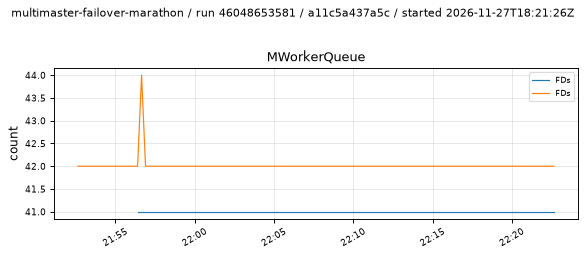 multimaster-failover-marathon / run 46048653581 / a11c5a437a5c / started 2026-11-27T18:21:26Z
MWorkerQueue
FDs
FDs
count
44.0
43.5
43.0
42.5
42.0
41.5
41.0
21:55
22:00
22:05
22:10
22:15
22:20